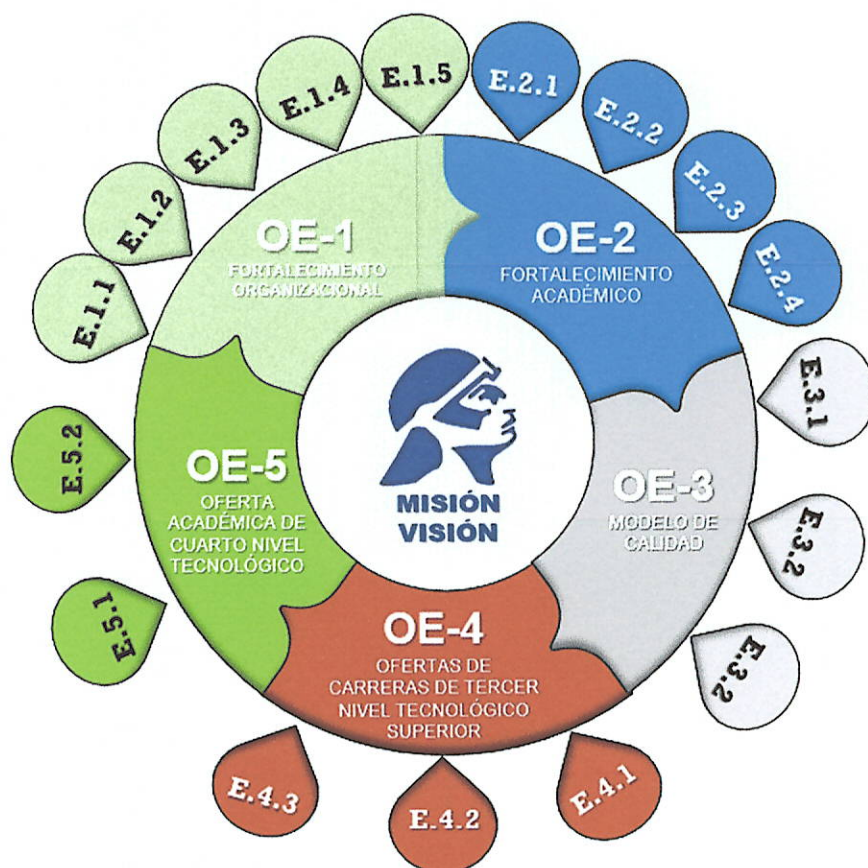 E.1.1
E.1.2
E.1.3
E.1.4
E.1.5
E.2.1
E.2.2
E.2.3
E.2.4
E.3.1
E.3.2
E.3.2
E.4.1
E.4.2
E.4.3
E.5.1
E.5.2
OE-1
FORTALECIMIENTO
ORGANIZACIONAL
OE-2
FORTALECIMIENTO
ACADÉMICO
OE-3
MODELO DE
CALIDAD
OE-4
OFERTAS DE
CARRERAS DE TERCER
NIVEL TECNOLÓGICO
SUPERIOR
OE-5
OFERTA
ACADÉMICA DE
CUARTO NIVEL
TECNOLÓGICO
MISIÓN
VISIÓN